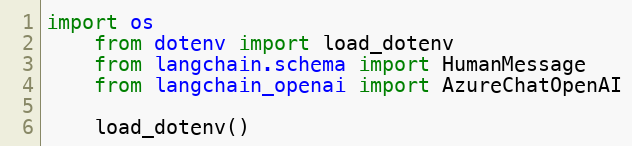 1 import os
2     from dotenv import load_dotenv
3     from langchain.schema import HumanMessage
4     from langchain_openai import AzureChatOpenAI
5
6     load_dotenv()